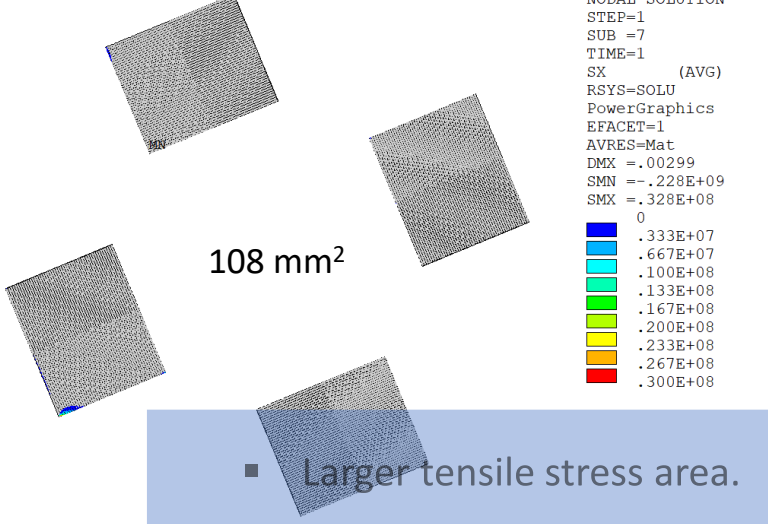 NODAL SOLUTION
STEP=1
SUB =7
TIME=1
SX (AVG)
RSYS=SOLU
PowerGraphics
EFACET=1
AVRES=Mat
DMX =.00299
SMN =-.228E+09
SMX =.328E+08
0
.333E+07
.667E+07
.100E+08
.133E+08
.167E+08
.200E+08
.233E+08
.267E+08
.300E+08
MN
108 mm²
▪ Larger tensile stress area.